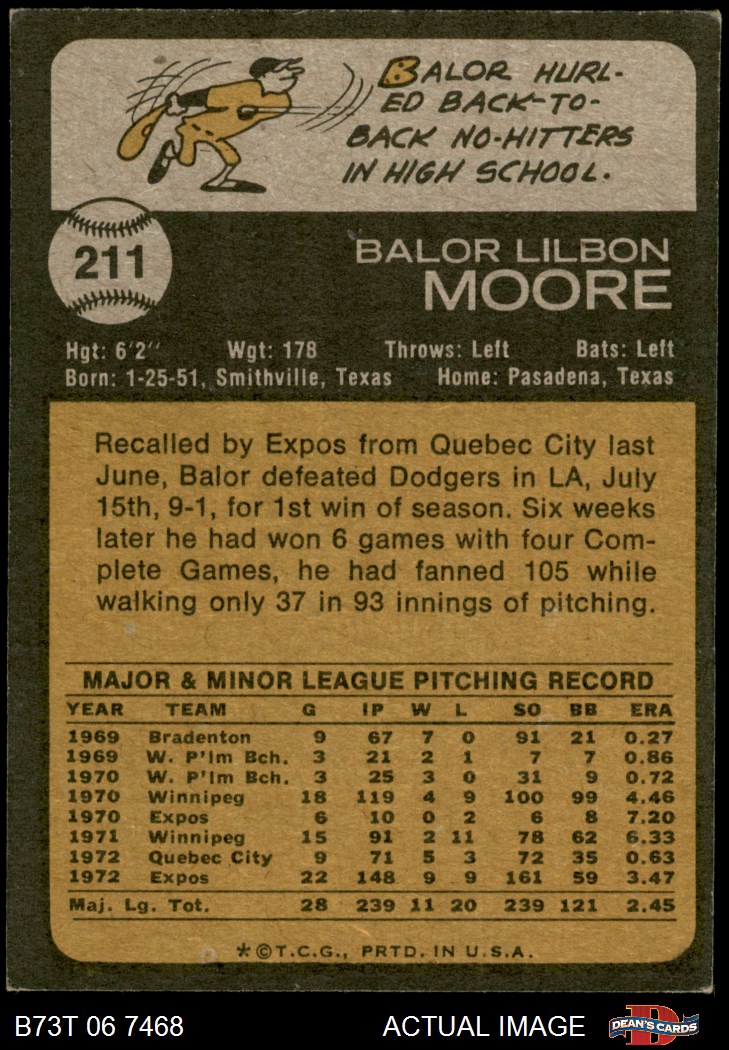 BALOR HURL-
ED BACK-TO-
BACK NO-HITTERS
IN HIGH SCHOOL.
211
BALOR LILBON
MOORE
Hgt: 6'2" Wgt: 178 Throws: Left Bats: Left
Born: 1-25-51, Smithville, Texas Home: Pasadena, Texas
Recalled by Expos from Quebec City last
June, Balor defeated Dodgers in LA, July
15th, 9-1, for 1st win of season. Six weeks
later he had won 6 games with four Com-
plete Games, he had fanned 105 while
walking only 37 in 93 innings of pitching.
MAJOR & MINOR LEAGUE PITCHING RECORD
YEAR TEAM G IP W L SO BB ERA
1969 Bradenton 9 67 7 0 91 21 0.27
1969 W. P'lm Bch. 3 21 2 1 7 7 0.86
1970 W. P'lm Bch. 3 25 3 0 31 9 0.72
1970 Winnipeg 18 119 4 9 100 99 4.46
1970 Expos 6 10 0 2 6 8 7.20
1971 Winnipeg 15 91 2 11 78 62 6.33
1972 Quebec City 9 71 5 3 72 35 0.63
1972 Expos 22 148 9 9 161 59 3.47
Maj. Lg. Tot. 28 239 11 20 239 121 2.45
*©T.C.G., PRTD. IN U.S.A.
B73T 06 7468 ACTUAL IMAGE D DEAN'S CARDS